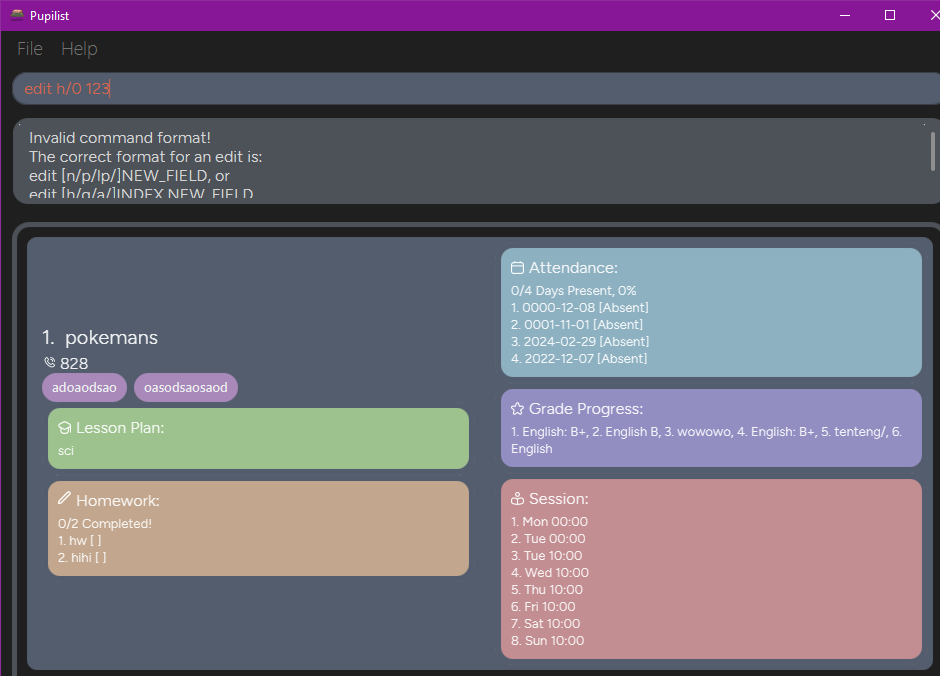 Pupilist
File Help
edit h/0 123
Invalid command format!
The correct format for an edit is:
edit [n/p/lp/]NEW_FIELD, or
edit [h/g/a/]INDEX NEW_FIELD
1. pokemans
828
adoaodsao oasodsaosaod
Lesson Plan:
sci
Homework:
0/2 Completed!
1. hw [ ]
2. hihi [ ]
Attendance:
0/4 Days Present, 0%
1. 0000-12-08 [Absent]
2. 0001-11-01 [Absent]
3. 2024-02-29 [Absent]
4. 2022-12-07 [Absent]
Grade Progress:
1. English: B+, 2. English B, 3. wowowo, 4. English: B+, 5. tenteng/, 6.
English
Session:
1. Mon 00:00
2. Tue 00:00
3. Tue 10:00
4. Wed 10:00
5. Thu 10:00
6. Fri 10:00
7. Sat 10:00
8. Sun 10:00